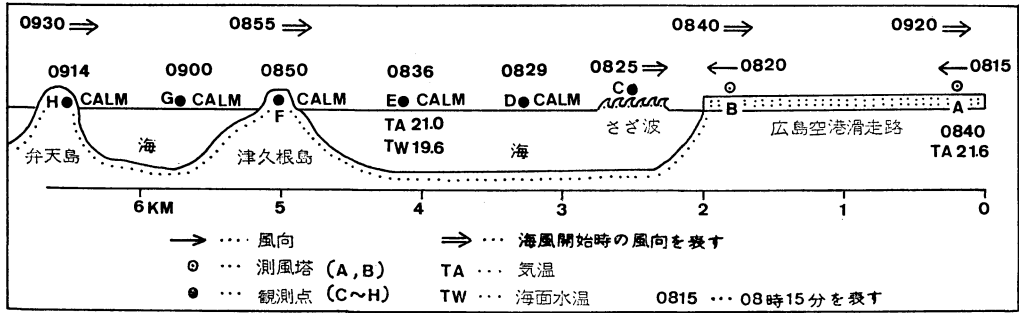 0930 0855 0840 0920
0914 0900 0850 0836 0829 0825 0820 0815
H CALM G CALM CALM E CALM D CALM C
F B A
TA 21.0 さざ波 広島空港滑走路
TW 19.6 0840
弁天島 海 津久根島 海 TA 21.6
6 KM 5 4 3 2 1 0
→ ···· 風向 ⇒ ··· 海風開始時の風向を表す
⊙ ··· 測風塔 (A,B) TA ··· 気温
● ··· 観測点 (C～H) TW ··· 海面水温 0815 ··· 08時15分を表す